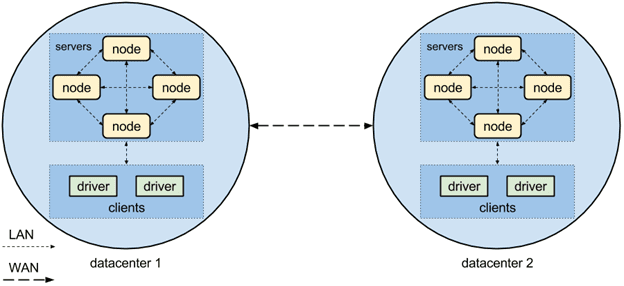 servers
node
node
node
node
driver
driver
clients
datacenter 1
servers
node
node
node
node
driver
driver
clients
datacenter 2
LAN
WAN